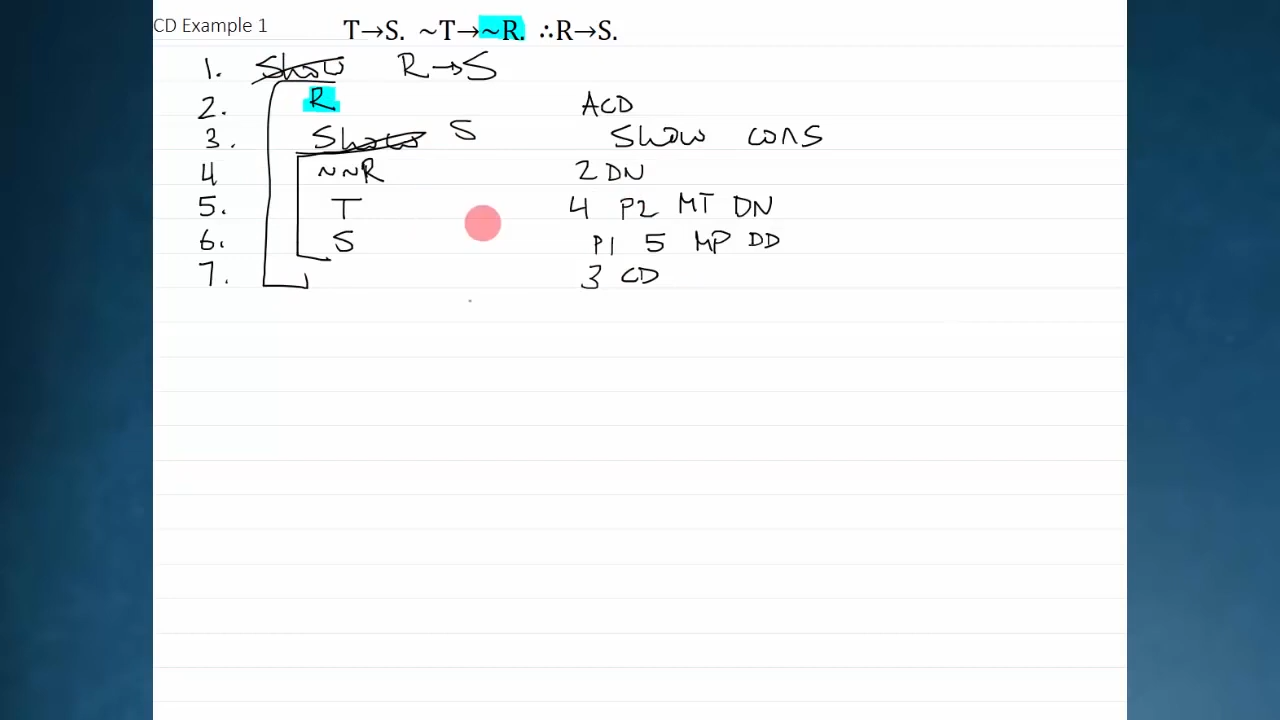 CD Example 1 T→S. ~T→~R. ∴R→S.
1. Show R→S
2. R ACD
3. Show S Show cons
4 ~~R 2 DN
5. T 4 P2 MT DN
6. S P1 5 MP DD
7. 3 CD